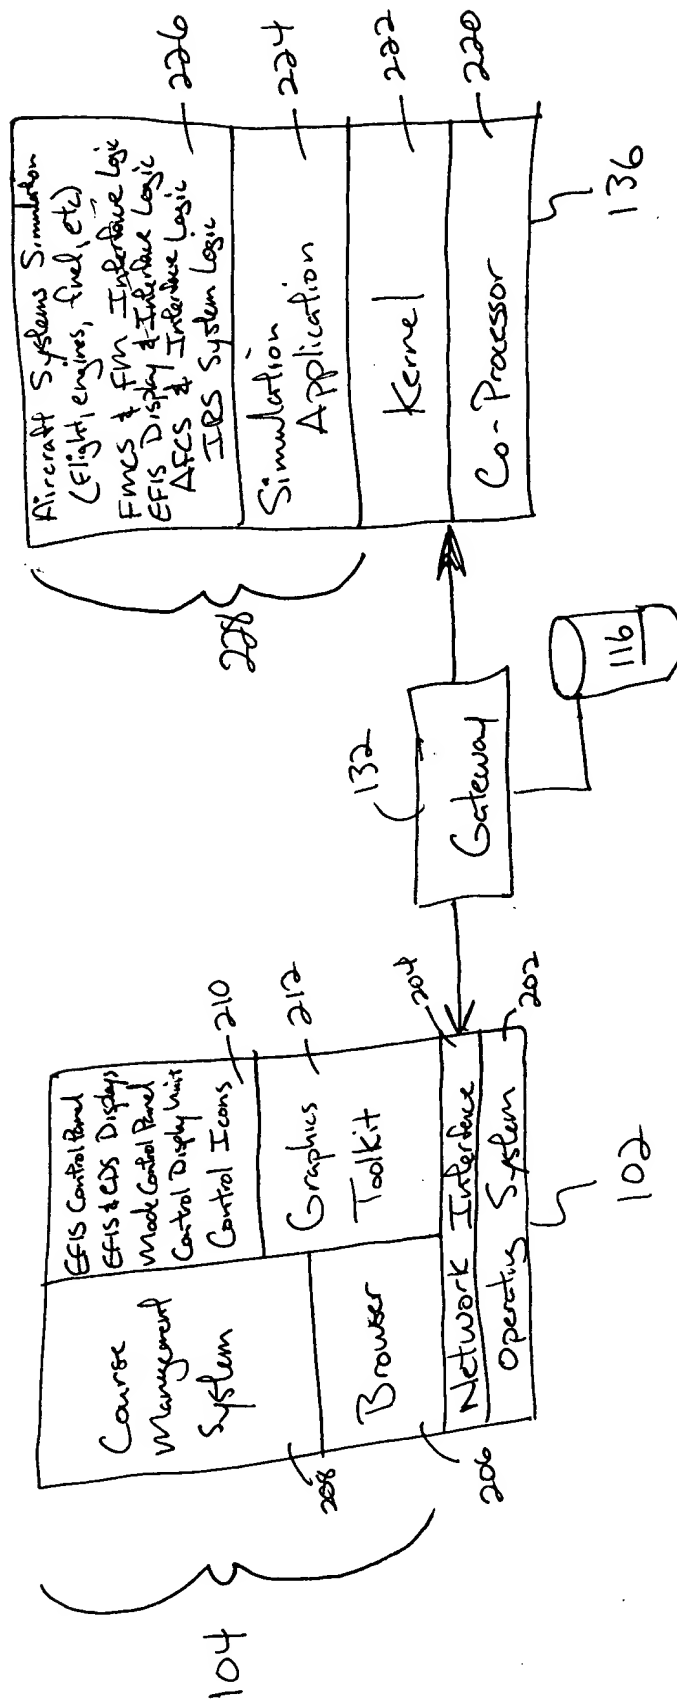 104
Course
Management
System
208
Browser
206
EFIS Control Panel
EFIS & CDS Displays
Mode Control Panel
Control Display Units
Control Icons
210
Graphics
Toolkit
212
Network Interface
204
Operating System
202
102
132
Gateway
116
228
Aircraft Systems Simulation
(Flight, engines, fuel, etc)
FMCS & FM Interface Logic
EFIS Display & Interface Logic
AFCS & Interface Logic
IRS System Logic
226
Simulation
Application
224
Kernel
222
Co-Processor
220
136